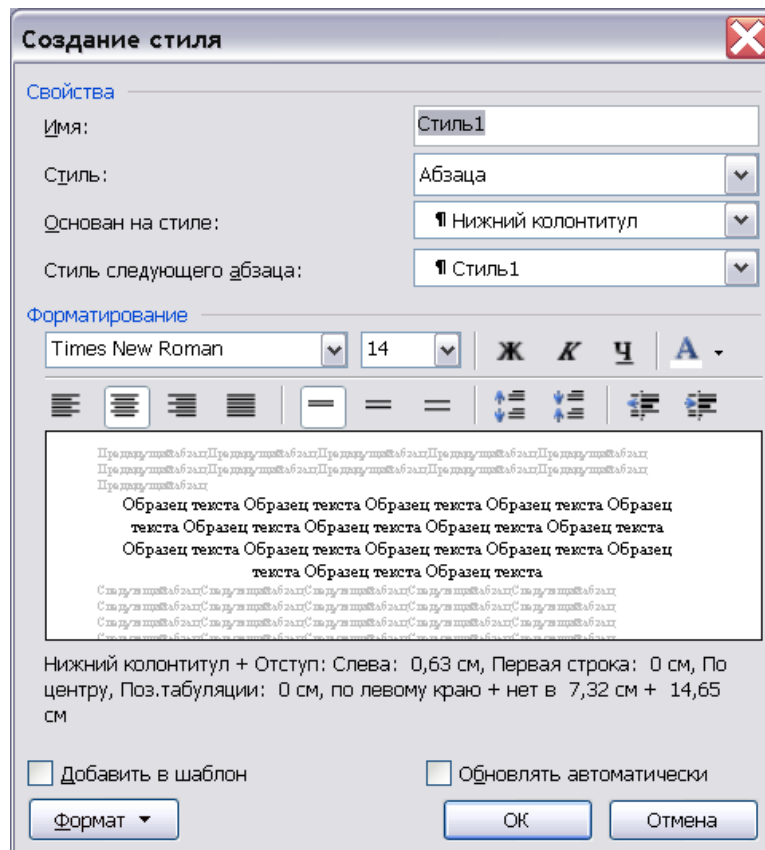 Создание стиля
Свойства
Имя: Стиль1
Стиль: Абзаца
Основан на стиле: ¶ Нижний колонтитул
Стиль следующего абзаца: ¶ Стиль1
Форматирование
Times New Roman 14 Ж К Ч А
Образец текста Образец текста Образец текста Образец текста Образец
текста Образец текста Образец текста Образец текста Образец текста
Образец текста Образец текста Образец текста Образец текста Образец
текста Образец текста Образец текста
Нижний колонтитул + Отступ: Слева: 0,63 см, Первая строка: 0 см, По
центру, Поз.табуляции: 0 см, по левому краю + нет в 7,32 см + 14,65
см
Добавить в шаблон Обновлять автоматически
Формат ОК Отмена